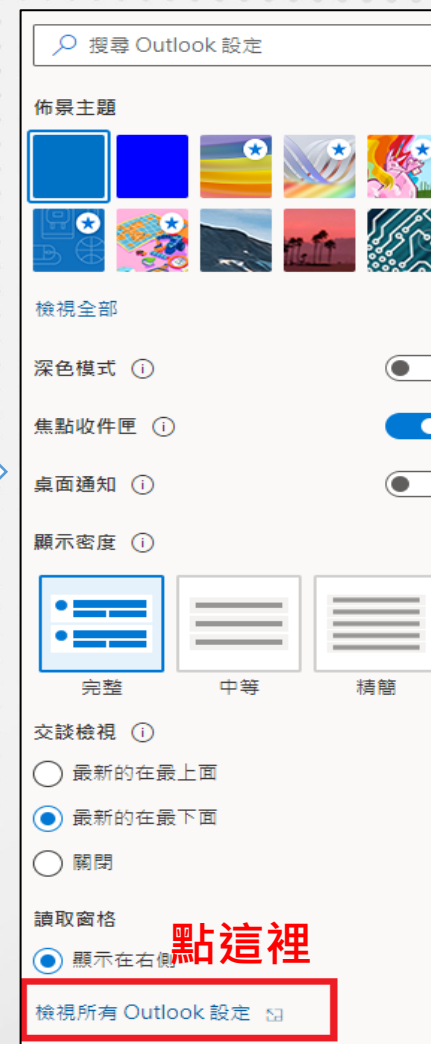 搜尋 Outlook 設定
佈景主題
檢視全部
深色模式
焦點收件匣
桌面通知
顯示密度
完整 中等 精簡
交談檢視
最新的在最上面
最新的在最下面
關閉
讀取窗格
點這裡
顯示在右側
檢視所有 Outlook 設定